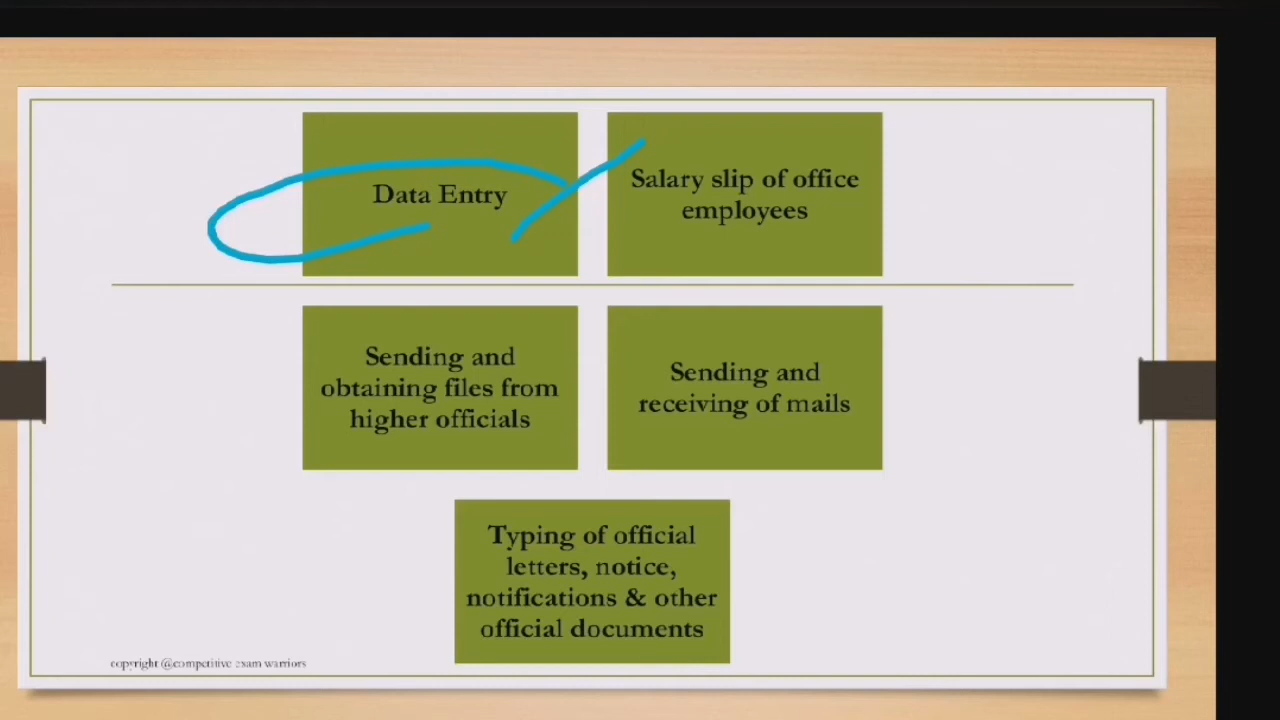 Data Entry
Salary slip of office
employees
Sending and
obtaining files from
higher officials
Sending and
receiving of mails
Typing of official
letters, notice,
notifications & other
official documents
copyright @competitive exam warriors